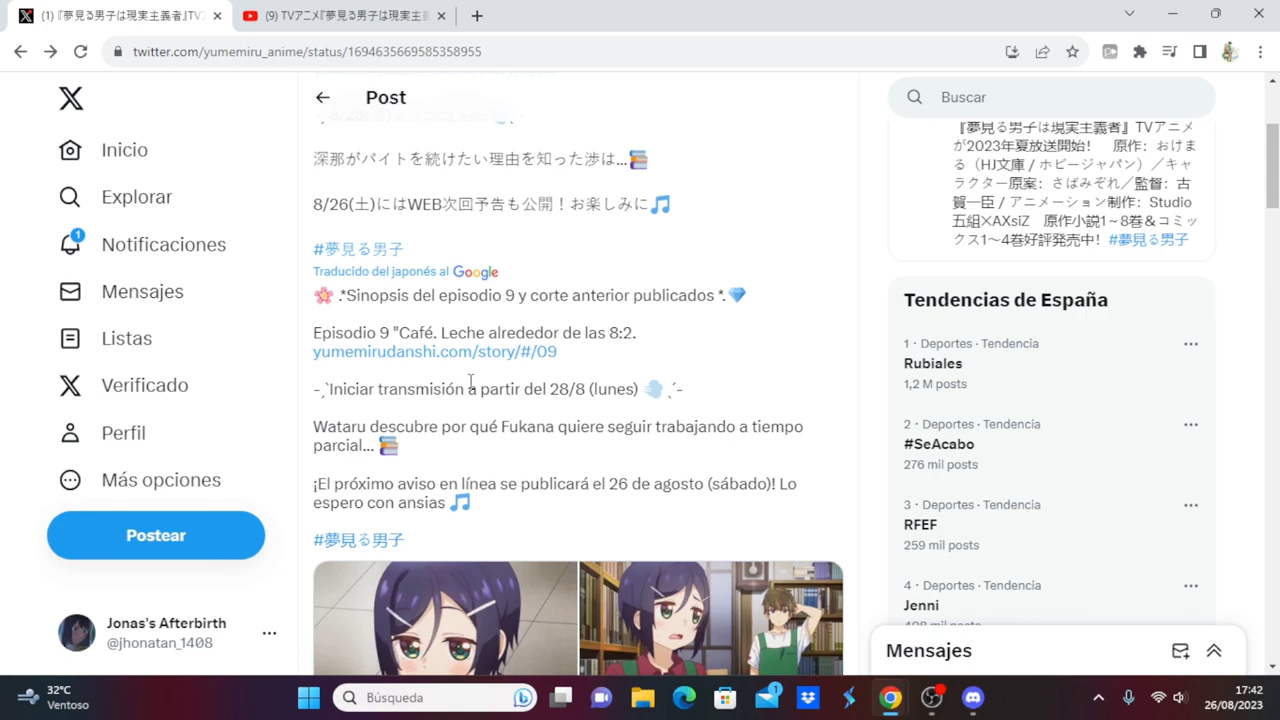 (1) 『夢見る男子は現実主義者』TVア
(9) TVアニメ『夢見る男子は現実主義
twitter.com/yumemiru_anime/status/1694635669585358955
Inicio
Explorar
1
Notificaciones
Mensajes
Listas
Verificado
Perfil
Más opciones
Postear
Jonas's Afterbirth
@jhonatan_1408
Post
深那がバイトを続けたい理由を知った渉は...📚
8/26(土)にはWEB次回予告も公開！お楽しみに🎵
#夢見る男子
Traducido del japonés al Google
🌸 .*Sinopsis del episodio 9 y corte anterior publicados *.💎
Episodio 9 "Café. Leche alrededor de las 8:2.
yumemirudanshi.com/story/#/09
- ̗̀Iniciar transmisión a partir del 28/8 (lunes) 💨 ̖́-
Wataru descubre por qué Fukana quiere seguir trabajando a tiempo
parcial... 📚
¡El próximo aviso en línea se publicará el 26 de agosto (sábado)! Lo
espero con ansias 🎵
#夢見る男子
Buscar
『夢見る男子は現実主義者』TVアニメ
が2023年夏放送開始！ 原作：おけま
る（HJ文庫 / ホビージャパン）／キャ
ラクター原案：さばみぞれ／監督：古
賀一臣 / アニメーション制作：Studio
五組×AXsiZ 原作小説1～8巻＆コミッ
クス1～4巻好評発売中！ #夢見る男子
Tendencias de España
1 · Deportes · Tendencia
Rubiales
1,2 M posts
2 · Deportes · Tendencia
#SeAcabo
276 mil posts
3 · Deportes · Tendencia
RFEF
259 mil posts
4 · Deportes · Tendencia
Jenni
Mensajes
32°C
Ventoso
Búsqueda
1
17:42
26/08/2023